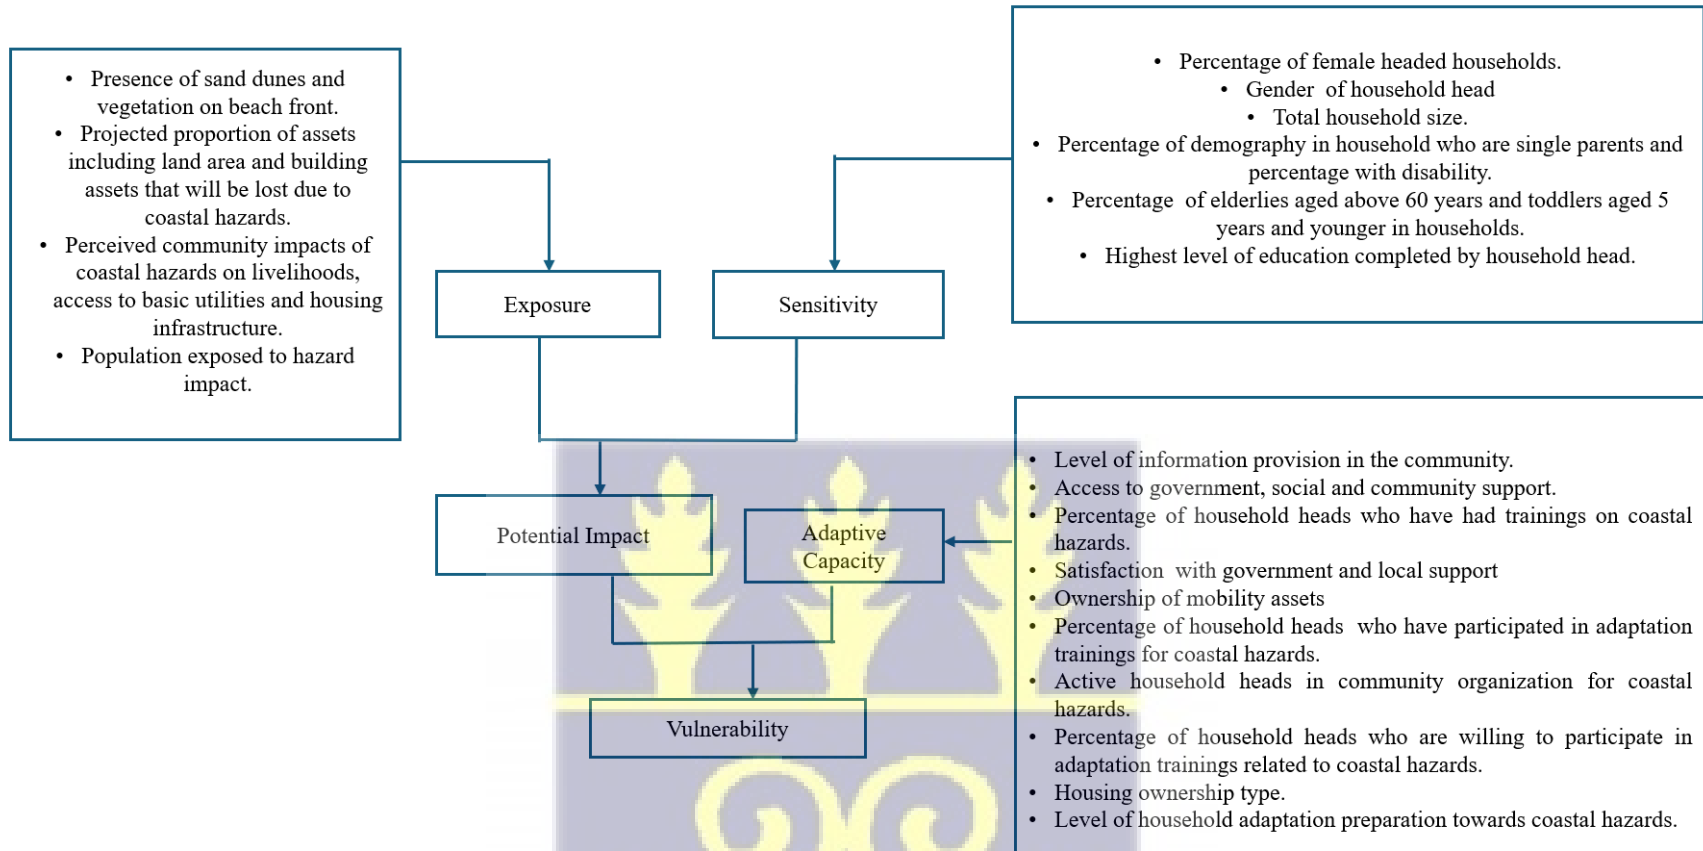 • Presence of sand dunes and
vegetation on beach front.
• Projected proportion of assets
including land area and building
assets that will be lost due to
coastal hazards.
• Perceived community impacts of
coastal hazards on livelihoods,
access to basic utilities and housing
infrastructure.
• Population exposed to hazard
impact.
• Percentage of female headed households.
• Gender of household head
• Total household size.
• Percentage of demography in household who are single parents and
percentage with disability.
• Percentage of elderlies aged above 60 years and toddlers aged 5
years and younger in households.
• Highest level of education completed by household head.
Exposure
Sensitivity
Potential Impact
Adaptive
Capacity
Vulnerability
• Level of information provision in the community.
• Access to government, social and community support.
• Percentage of household heads who have had trainings on coastal
hazards.
• Satisfaction with government and local support
• Ownership of mobility assets
• Percentage of household heads who have participated in adaptation
trainings for coastal hazards.
• Active household heads in community organization for coastal
hazards.
• Percentage of household heads who are willing to participate in
adaptation trainings related to coastal hazards.
• Housing ownership type.
• Level of household adaptation preparation towards coastal hazards.